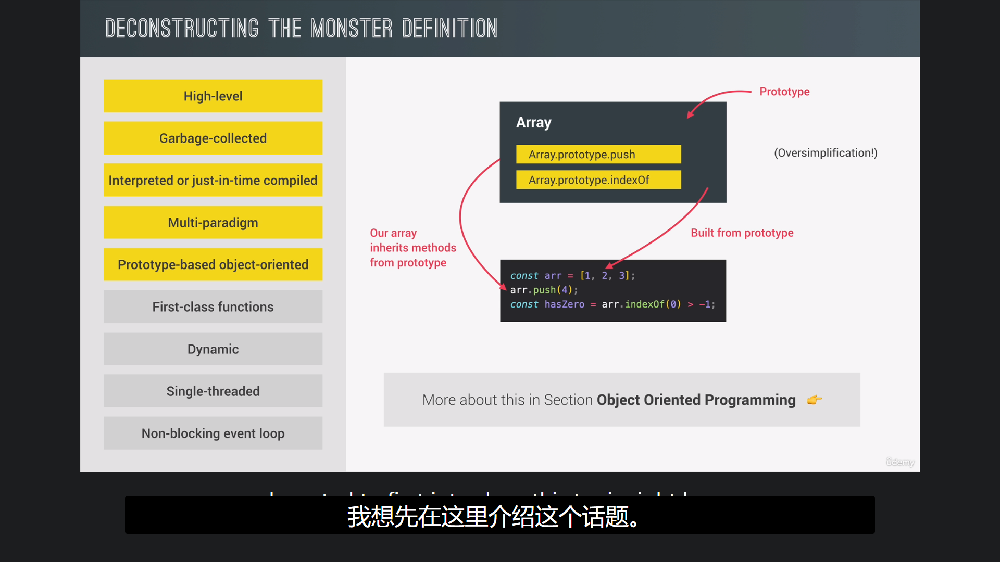 DECONSTRUCTING THE MONSTER DEFINITION
High-level
Garbage-collected
Interpreted or just-in-time compiled
Multi-paradigm
Prototype-based object-oriented
First-class functions
Dynamic
Single-threaded
Non-blocking event loop
Prototype
Array
Array.prototype.push
Array.prototype.indexOf
(Oversimplification!)
Our array
inherits methods
from prototype
Built from prototype
const arr = [1, 2, 3];
arr.push(4);
const hasZero = arr.indexOf(0) > -1;
More about this in Section Object Oriented Programming 👉
ûdemy
我想先在这里介绍这个话题。